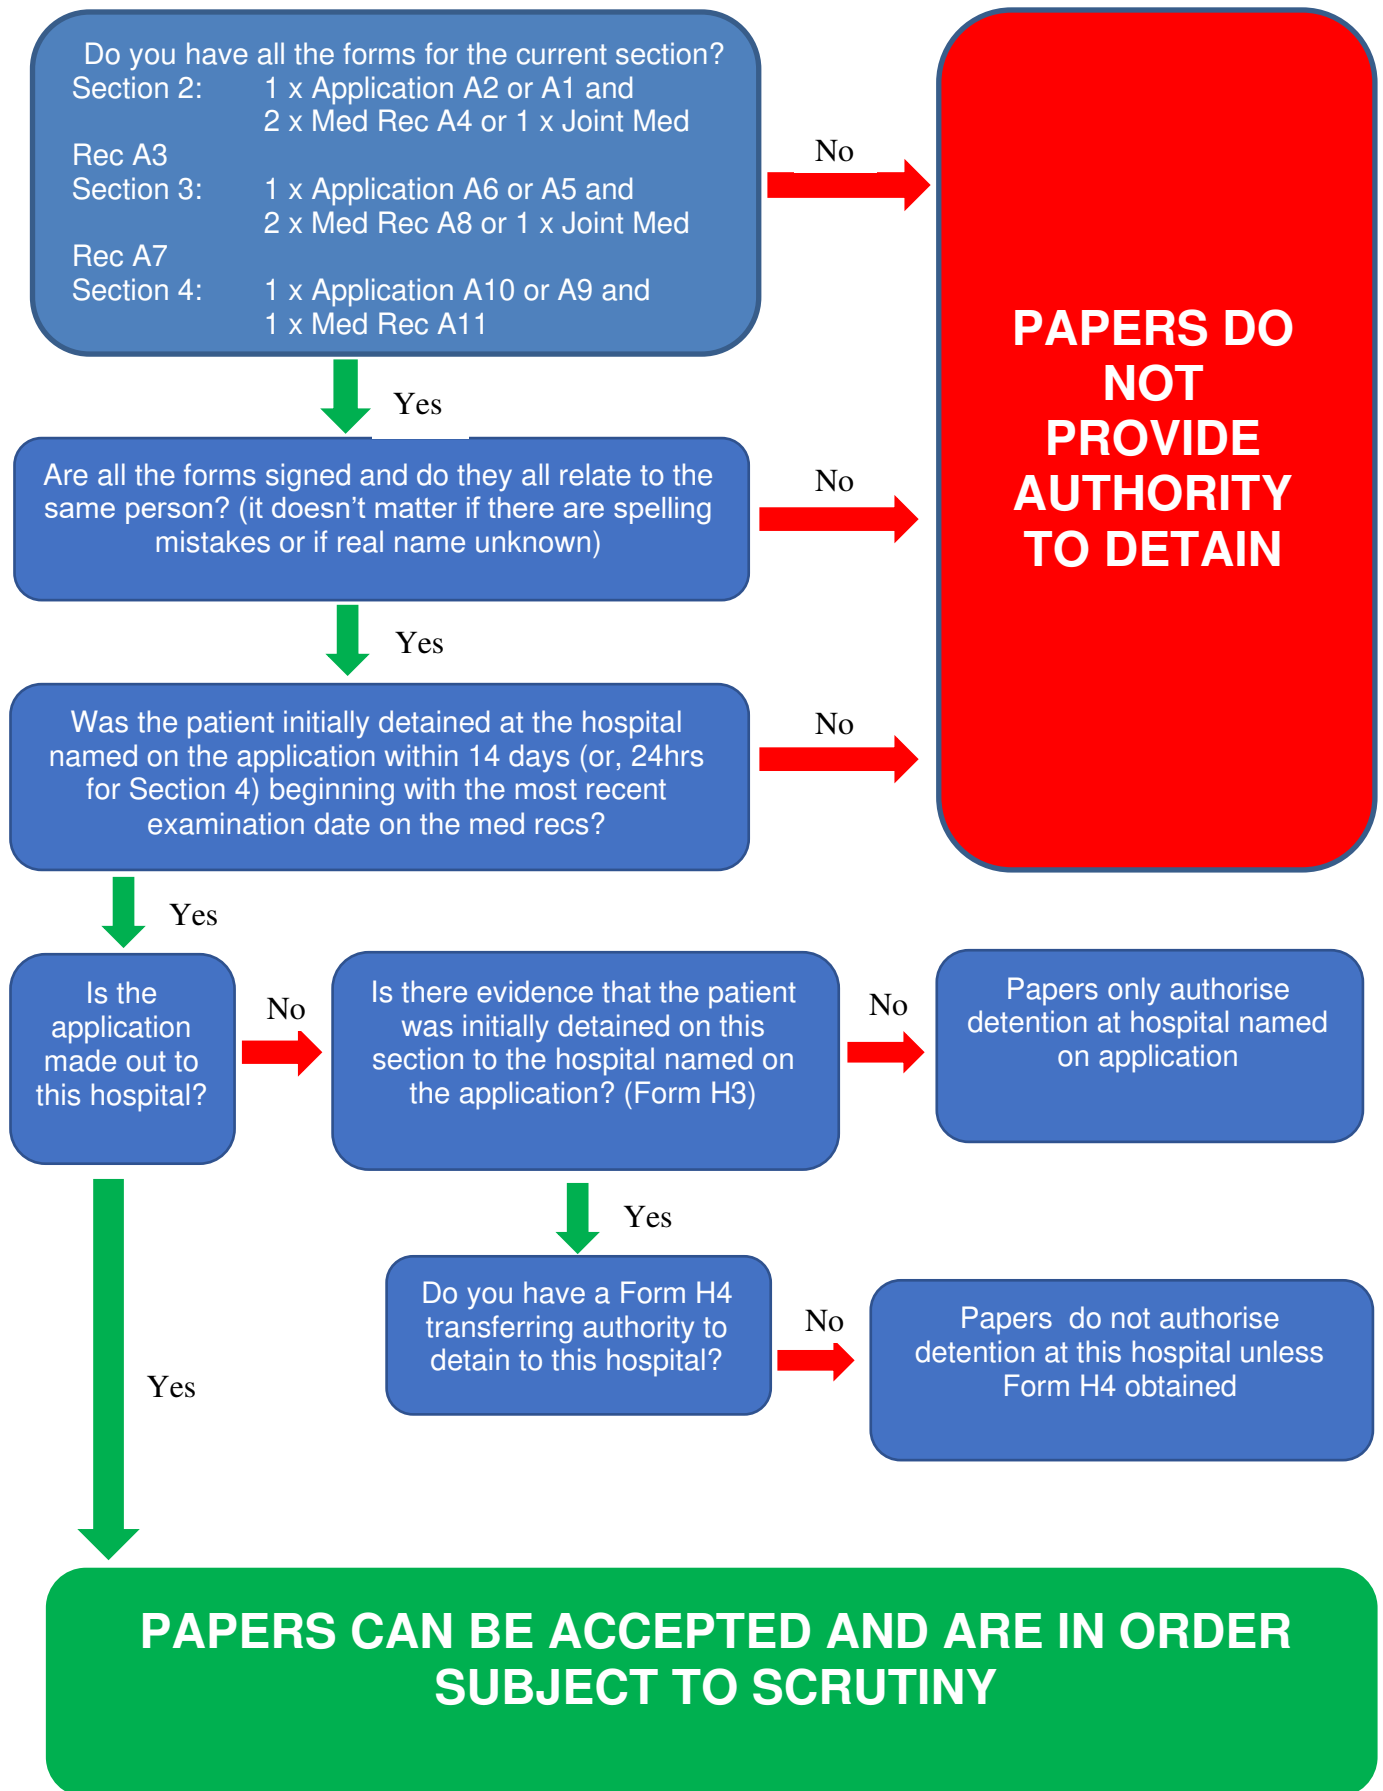 Do you have all the forms for the current section?
Section 2: 1 x Application A2 or A1 and
2 x Med Rec A4 or 1 x Joint Med
Rec A3
Section 3: 1 x Application A6 or A5 and
2 x Med Rec A8 or 1 x Joint Med
Rec A7
Section 4: 1 x Application A10 or A9 and
1 x Med Rec A11
No
PAPERS DO
NOT
PROVIDE
AUTHORITY
TO DETAIN
Yes
Are all the forms signed and do they all relate to the
same person? (it doesn't matter if there are spelling
mistakes or if real name unknown)
No
Yes
Was the patient initially detained at the hospital
named on the application within 14 days (or, 24hrs
for Section 4) beginning with the most recent
examination date on the med recs?
No
Yes
Is the
application
made out to
this hospital?
No
Is there evidence that the patient
was initially detained on this
section to the hospital named on
the application? (Form H3)
No
Papers only authorise
detention at hospital named
on application
Yes
Do you have a Form H4
transferring authority to
detain to this hospital?
No
Papers do not authorise
detention at this hospital unless
Form H4 obtained
Yes
PAPERS CAN BE ACCEPTED AND ARE IN ORDER
SUBJECT TO SCRUTINY